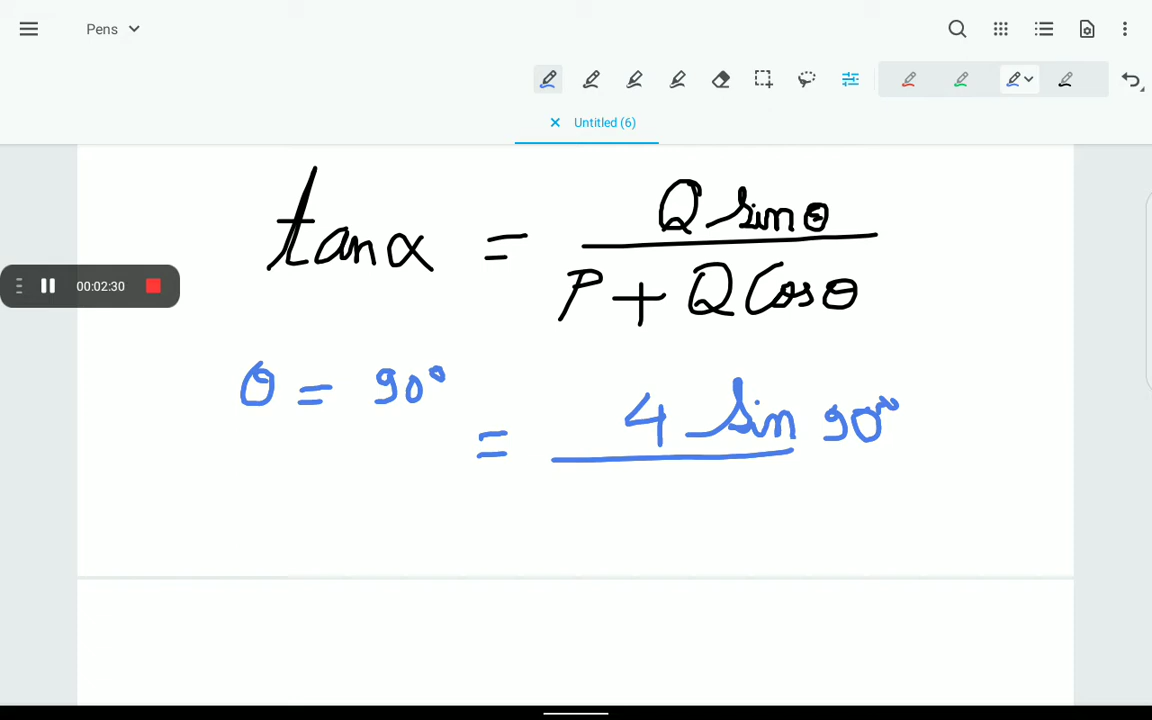 Pens
Untitled (6)
tanα = Q sinθ / P + Q Cosθ
00:02:30
θ = 90°
= 4 Sin 90°